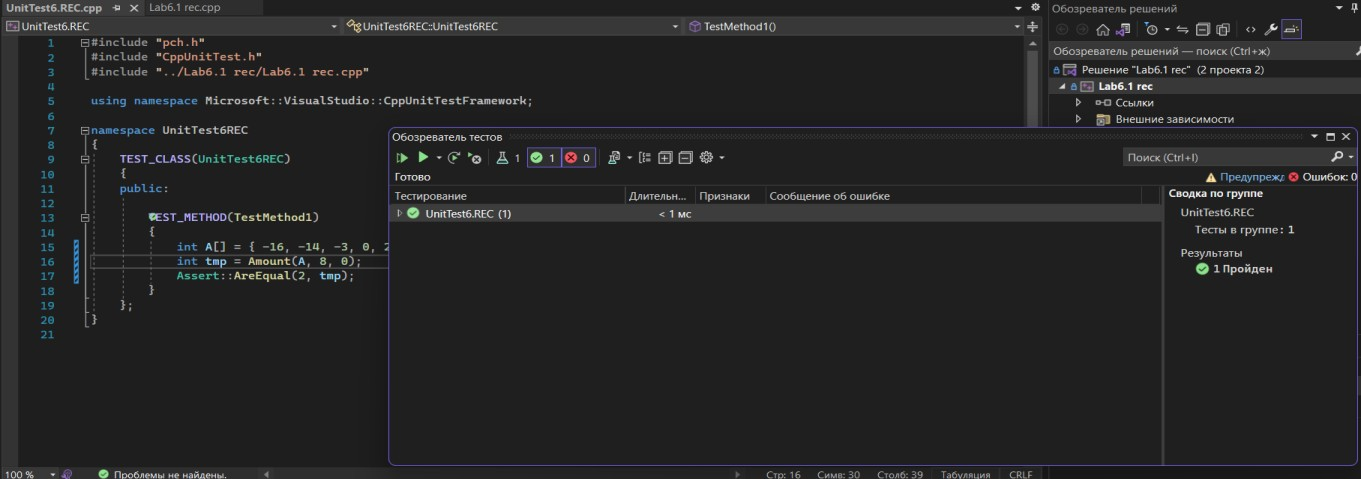 UnitTest6.REC.cpp
Lab6.1 rec.cpp
UnitTest6.REC
UnitTest6REC::UnitTest6REC
TestMethod1()
1 #include "pch.h"
2 #include "CppUnitTest.h"
3 #include "../Lab6.1 rec/Lab6.1 rec.cpp"
4
5 using namespace Microsoft::VisualStudio::CppUnitTestFramework;
6
7 namespace UnitTest6REC
8 {
9 TEST_CLASS(UnitTest6REC)
10 {
11 public:
12
13 TEST_METHOD(TestMethod1)
14 {
15 int A[] = { -16, -14, -3, 0, 2
16 int tmp = Amount(A, 8, 0);
17 Assert::AreEqual(2, tmp);
18 }
19 };
20 }
21
100 %
Проблемы не найдены.
Стр: 16 Симв: 30 Столб: 39 Табуляция CRLF
Обозреватель тестов
1 1 0
Поиск (Ctrl+I)
Готово
Предупрежд
Ошибок: 0
Тестирование Длительн... Признаки Сообщение об ошибке
UnitTest6.REC (1) < 1 мс
Сводка по группе
UnitTest6.REC
Тесты в группе: 1
Результаты
1 Пройден
Обозреватель решений
Обозреватель решений — поиск (Ctrl+ж)
Решение "Lab6.1 rec" (2 проекта 2)
Lab6.1 rec
Ссылки
Внешние зависимости